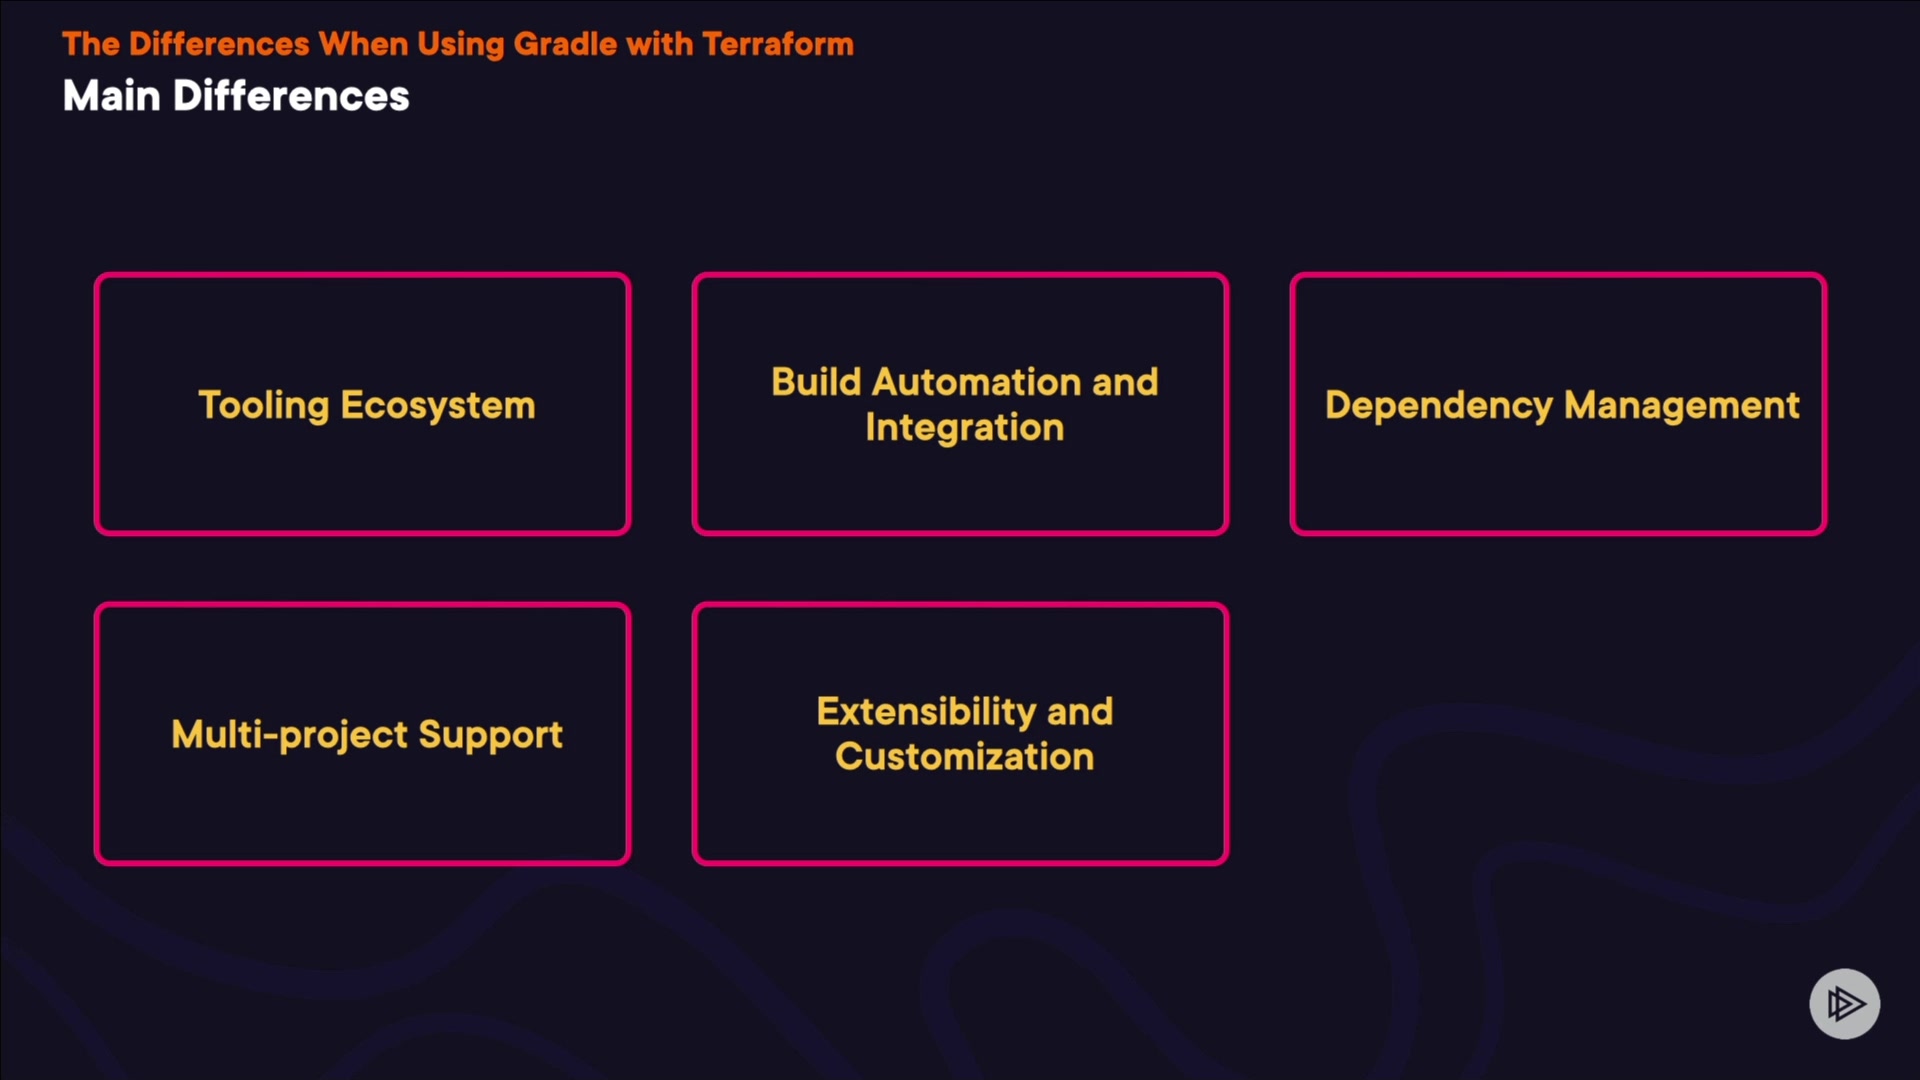 The Differences When Using Gradle with Terraform
Main Differences
Tooling Ecosystem
Build Automation and
Integration
Dependency Management
Multi-project Support
Extensibility and
Customization